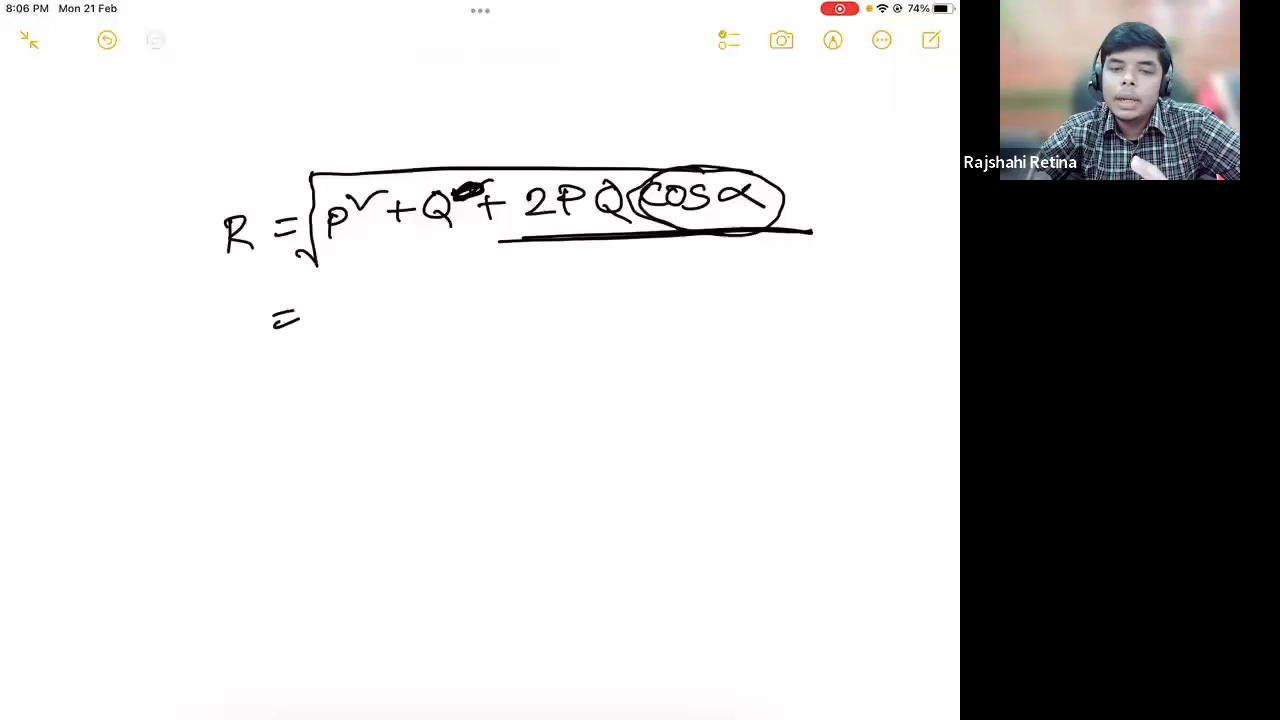 8:06 PM Mon 21 Feb
74%
Rajshahi Retina
R = √P² + Q² + 2PQ cos α
=